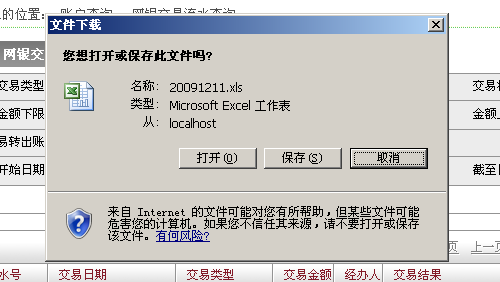 的位置： 账户查询 网银交易流水查询
文件下载
网银交
您想打开或保存此文件吗?
交易类型
名称: 20091211.xls
类型: Microsoft Excel 工作表
金额下限
金额上
从: localhost
易转出账
打开(O) 保存(S) 取消
开始日期
截至日
来自 Internet 的文件可能对您有所帮助，但某些文件可能
危害您的计算机。如果您不信任其来源，请不要打开或保存
该文件。有何风险?
页 上一页
水号 交易日期 交易类型 交易金额 经办人 交易结果